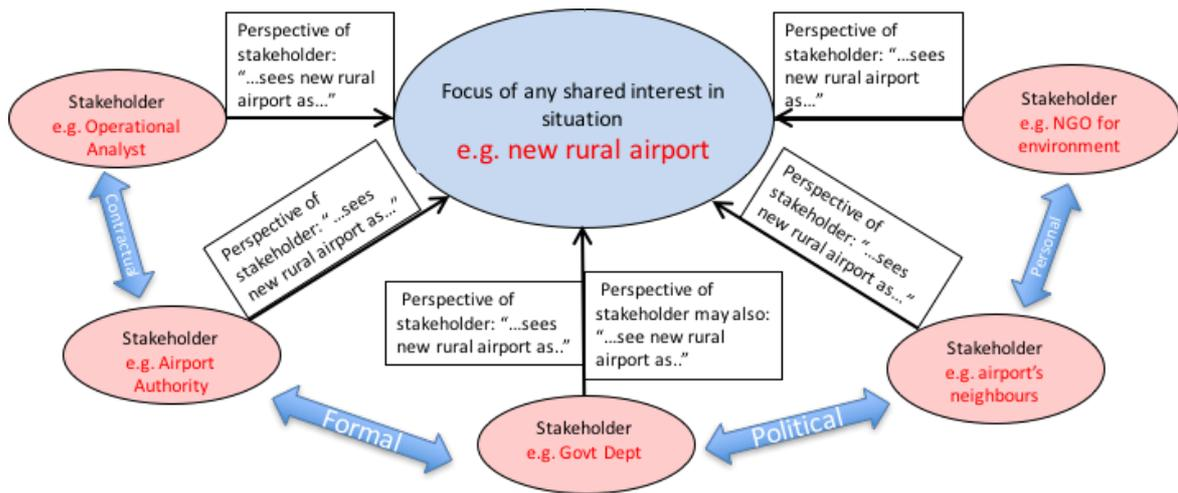 Perspective of
stakeholder:
“...sees new rural
airport as...”
Focus of any shared interest in
situation
e.g. new rural airport
Perspective of
stakeholder: “...sees
new rural airport
as...”
Stakeholder
e.g. Operational
Analyst
Stakeholder
e.g. NGO for
environment
Contractual
Perspective of
stakeholder: “ ...sees
new rural airport as...”
Perspective of
stakeholder: “...sees
new rural airport as... ”
Personal
Perspective of
stakeholder: “...sees
new rural airport as..”
Perspective of
stakeholder may also:
“...see new rural
airport as..”
Stakeholder
e.g. Airport
Authority
Stakeholder
e.g. airport’s
neighbours
Formal
Stakeholder
e.g. Govt Dept
Political